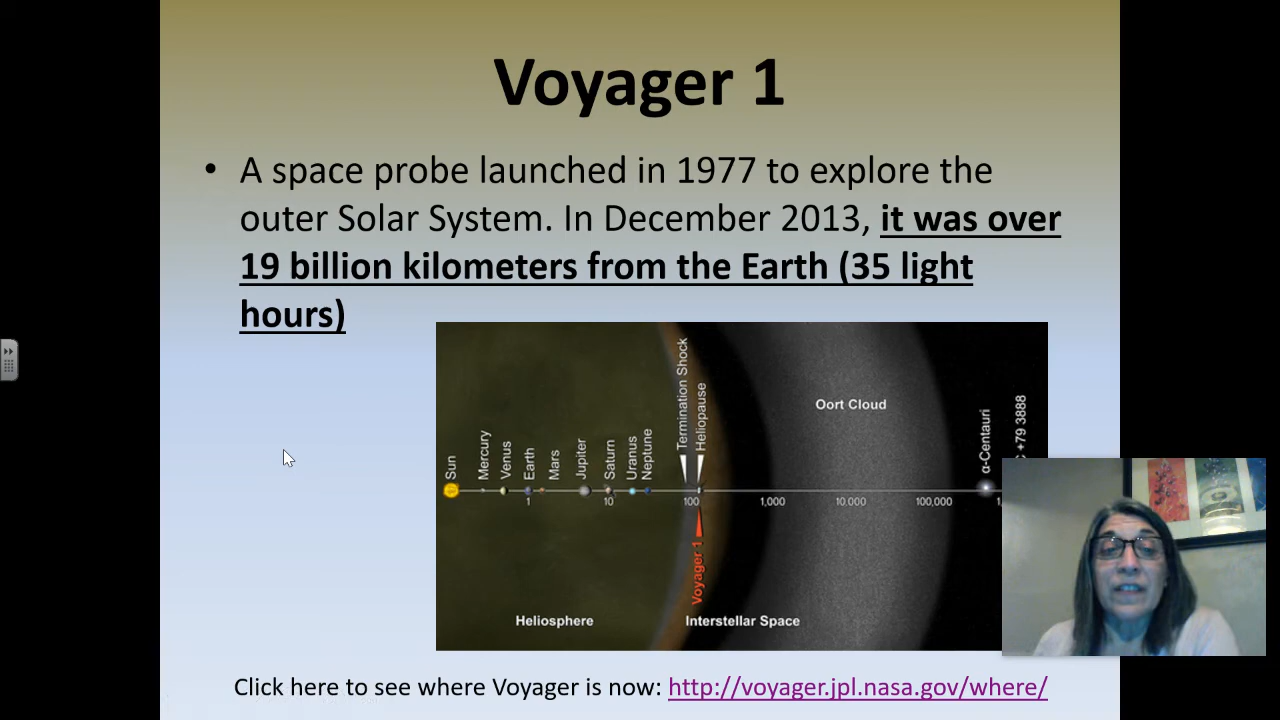 Voyager 1
• A space probe launched in 1977 to explore the
outer Solar System. In December 2013, it was over
19 billion kilometers from the Earth (35 light
hours)
Sun
Mercury
Venus
Earth
Mars
Jupiter
Saturn
Uranus
Neptune
Termination Shock
Heliopause
Oort Cloud
α-Centauri
+79 3888
1
10
100
1,000
10.000
100,000
Voyager 1
Heliosphere
Interstellar Space
Click here to see where Voyager is now: http://voyager.jpl.nasa.gov/where/